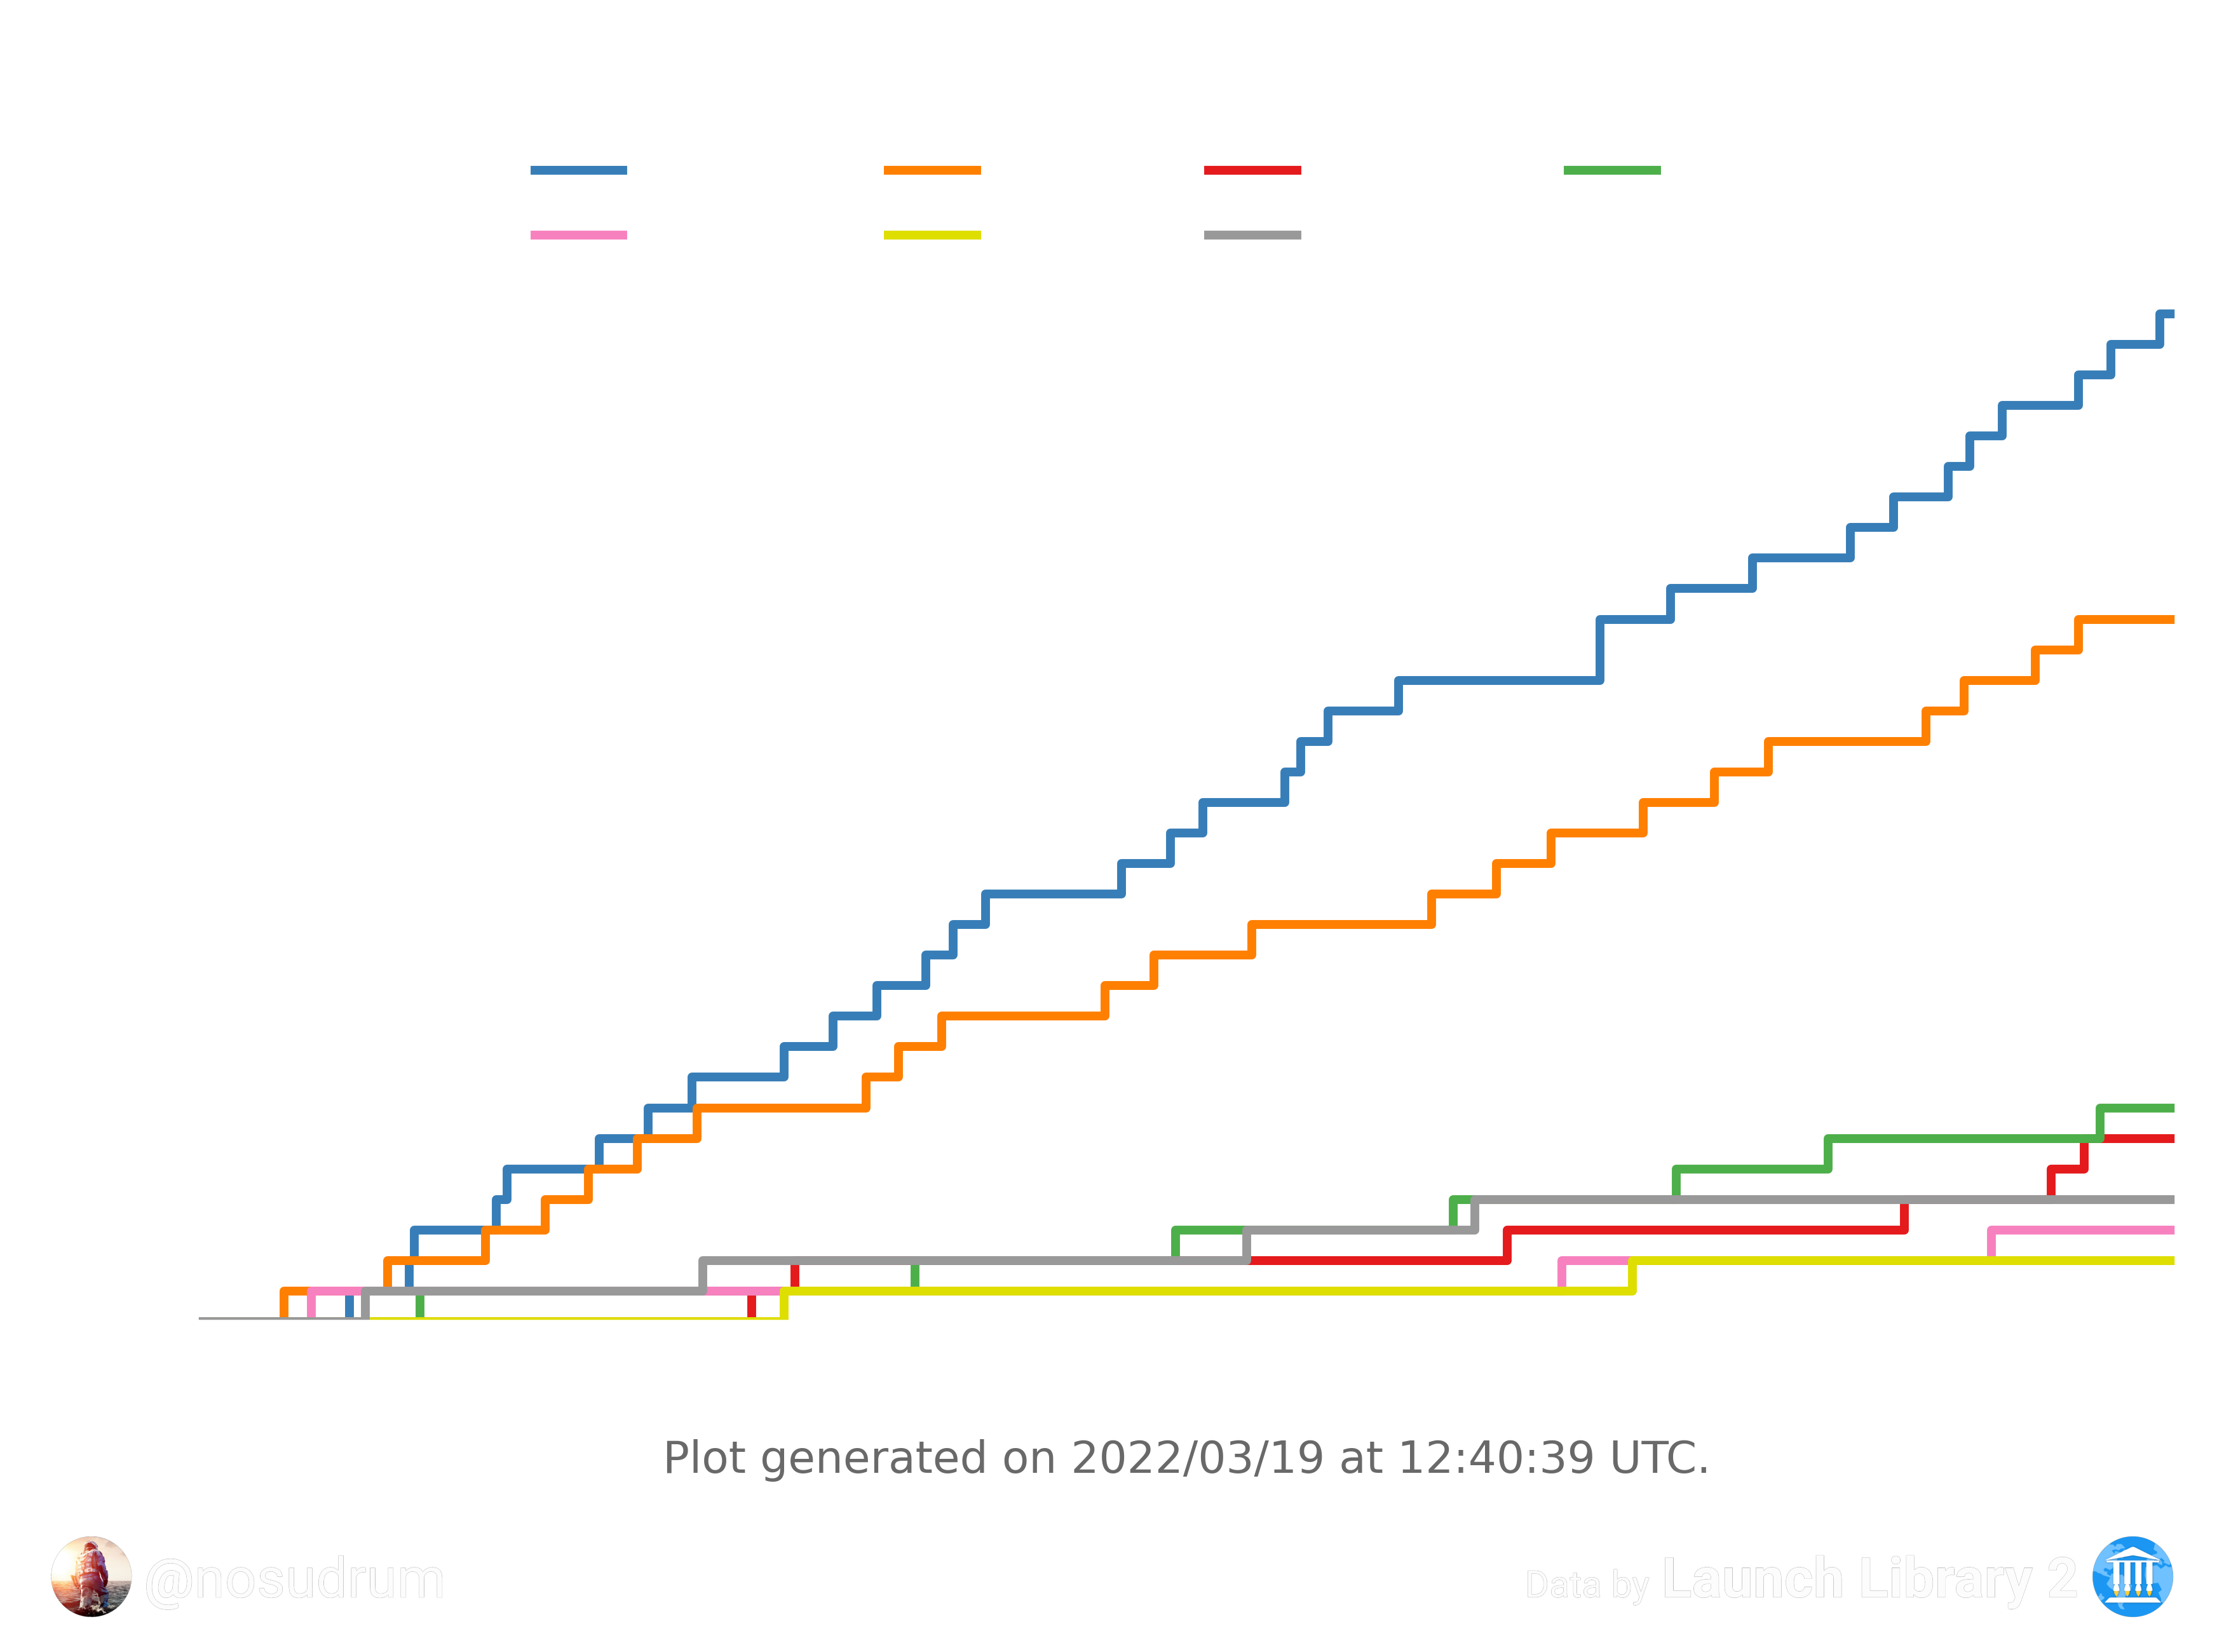 Plot generated on 2022/03/19 at 12:40:39 UTC.
@nosudrum
Data by Launch Library 2